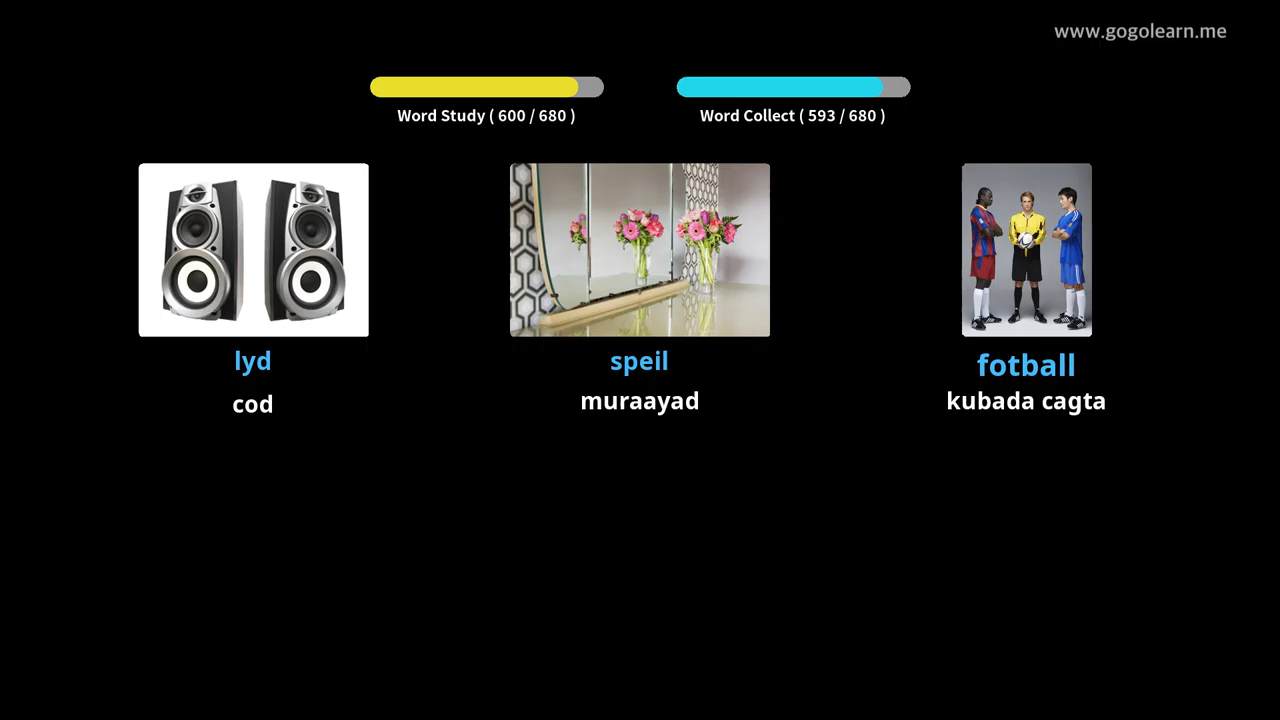 www.gogolearn.me
Word Study ( 600 / 680 )
Word Collect ( 593 / 680 )
lyd
speil
fotball
cod
muraayad
kubada cagta